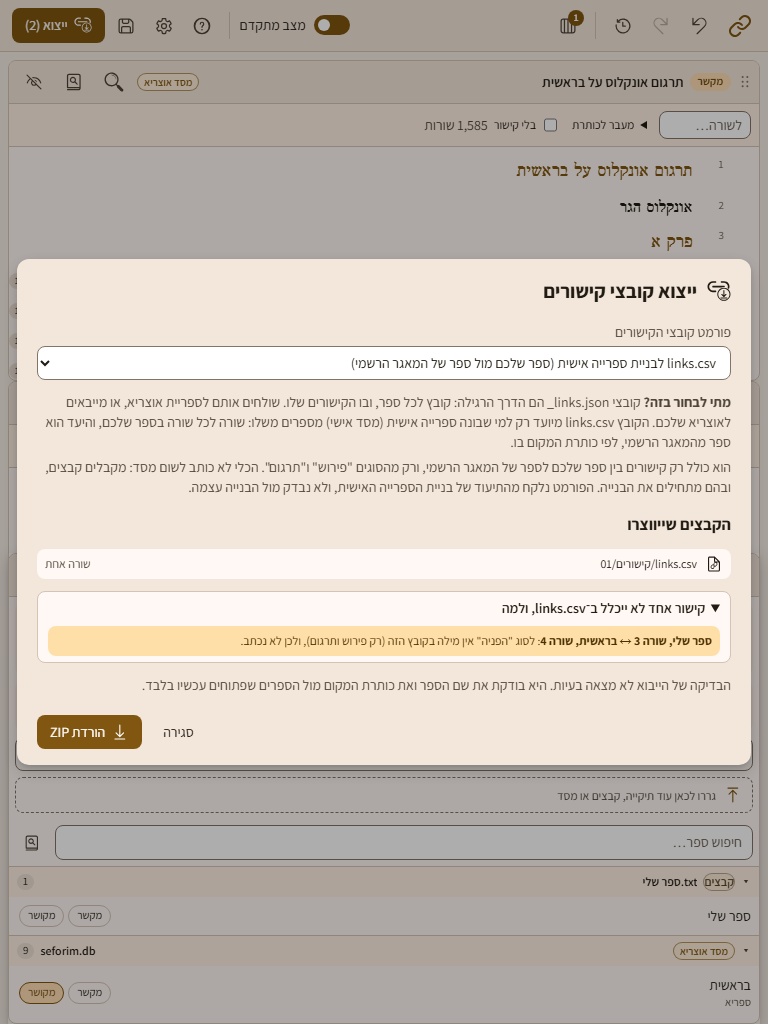 1
מצב מתקדם
ייצוא (2)
מקשר
תרגום אונקלוס על בראשית
מסד אוצריא
לשורה…
מעבר לכותרת
בלי קישור
1,585 שורות
1
תרגום אונקלוס על בראשית
2
אונקלוס הגר
3
פרק א
ייצוא קובצי קישורים
פורמט קובצי הקישורים
links.csv לבניית ספרייה אישית (ספר שלכם מול ספר של המאגר הרשמי)
מתי לבחור בזה? קובצי links.json_ הם הדרך הרגילה: קובץ לכל ספר, ובו הקישורים שלו. שולחים אותם לספריית אוצריא, או מייבאים
לאוצריא שלכם. הקובץ links.csv מיועד רק למי שבונה ספרייה אישית (מסד אישי) מספרים משלו: שורה לכל שורה בספר שלכם, והיעד הוא
ספר מהמאגר הרשמי, לפי כותרת המקום בו.
הוא כולל רק קישורים בין ספר שלכם לספר של המאגר הרשמי, ורק מהסוגים "פירוש" ו"תרגום". הכלי לא כותב לשום מסד: מקבלים קבצים,
ובהם מתחילים את הבנייה. הפורמט נלקח מהתיעוד של בניית הספרייה האישית, ולא נבדק מול הבנייה עצמה.
הקבצים שייווצרו
01/קישורים/links.csv
שורה אחת
קישור אחד לא ייכלל ב־links.csv, ולמה
ספר שלי, שורה 3 ↔ בראשית, שורה 4: לסוג "הפניה" אין מילה בקובץ הזה (רק פירוש ותרגום), ולכן לא נכתב.
הבדיקה של הייבוא לא מצאה בעיות. היא בודקת את שם הספר ואת כותרת המקום מול הספרים שפתוחים עכשיו בלבד.
סגירה
הורדת ZIP
גררו לכאן עוד תיקייה, קבצים או מסד
חיפוש ספר…
קבצים
ספר שלי.txt
1
ספר שלי
מקשר
מקושר
מסד אוצריא
seforim.db
9
בראשית
ספריא
מקשר
מקושר